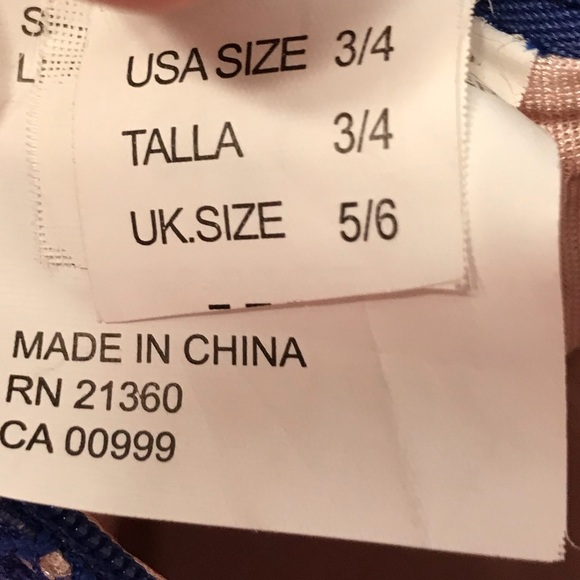 USA SIZE 3/4
TALLA 3/4
UK.SIZE 5/6
MADE IN CHINA
RN 21360
CA 00999